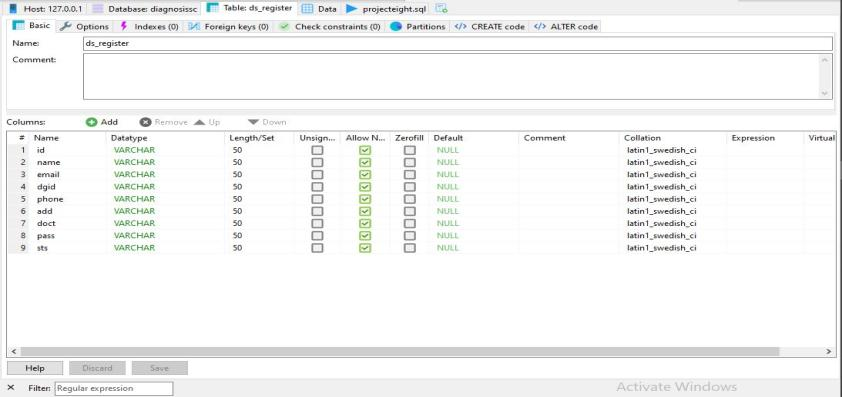 Host: 127.0.0.1 Database: diagnosissc Table: ds_register Data projecteight.sql
Basic Options Indexes (0) Foreign keys (0) Check constraints (0) Partitions </> CREATE code </> ALTER code
Name: ds_register
Comment:
Columns: Add Remove Up Down
# Name Datatype Length/Set Unsign... Allow N... Zerofill Default Comment Collation Expression Virtual
1 id VARCHAR 50 NULL latin1_swedish_ci
2 name VARCHAR 50 NULL latin1_swedish_ci
3 email VARCHAR 50 NULL latin1_swedish_ci
4 dgid VARCHAR 50 NULL latin1_swedish_ci
5 phone VARCHAR 50 NULL latin1_swedish_ci
6 add VARCHAR 50 NULL latin1_swedish_ci
7 doct VARCHAR 50 NULL latin1_swedish_ci
8 pass VARCHAR 50 NULL latin1_swedish_ci
9 sts VARCHAR 50 NULL latin1_swedish_ci
Help Discard Save
Filter: Regular expression
Activate Windows